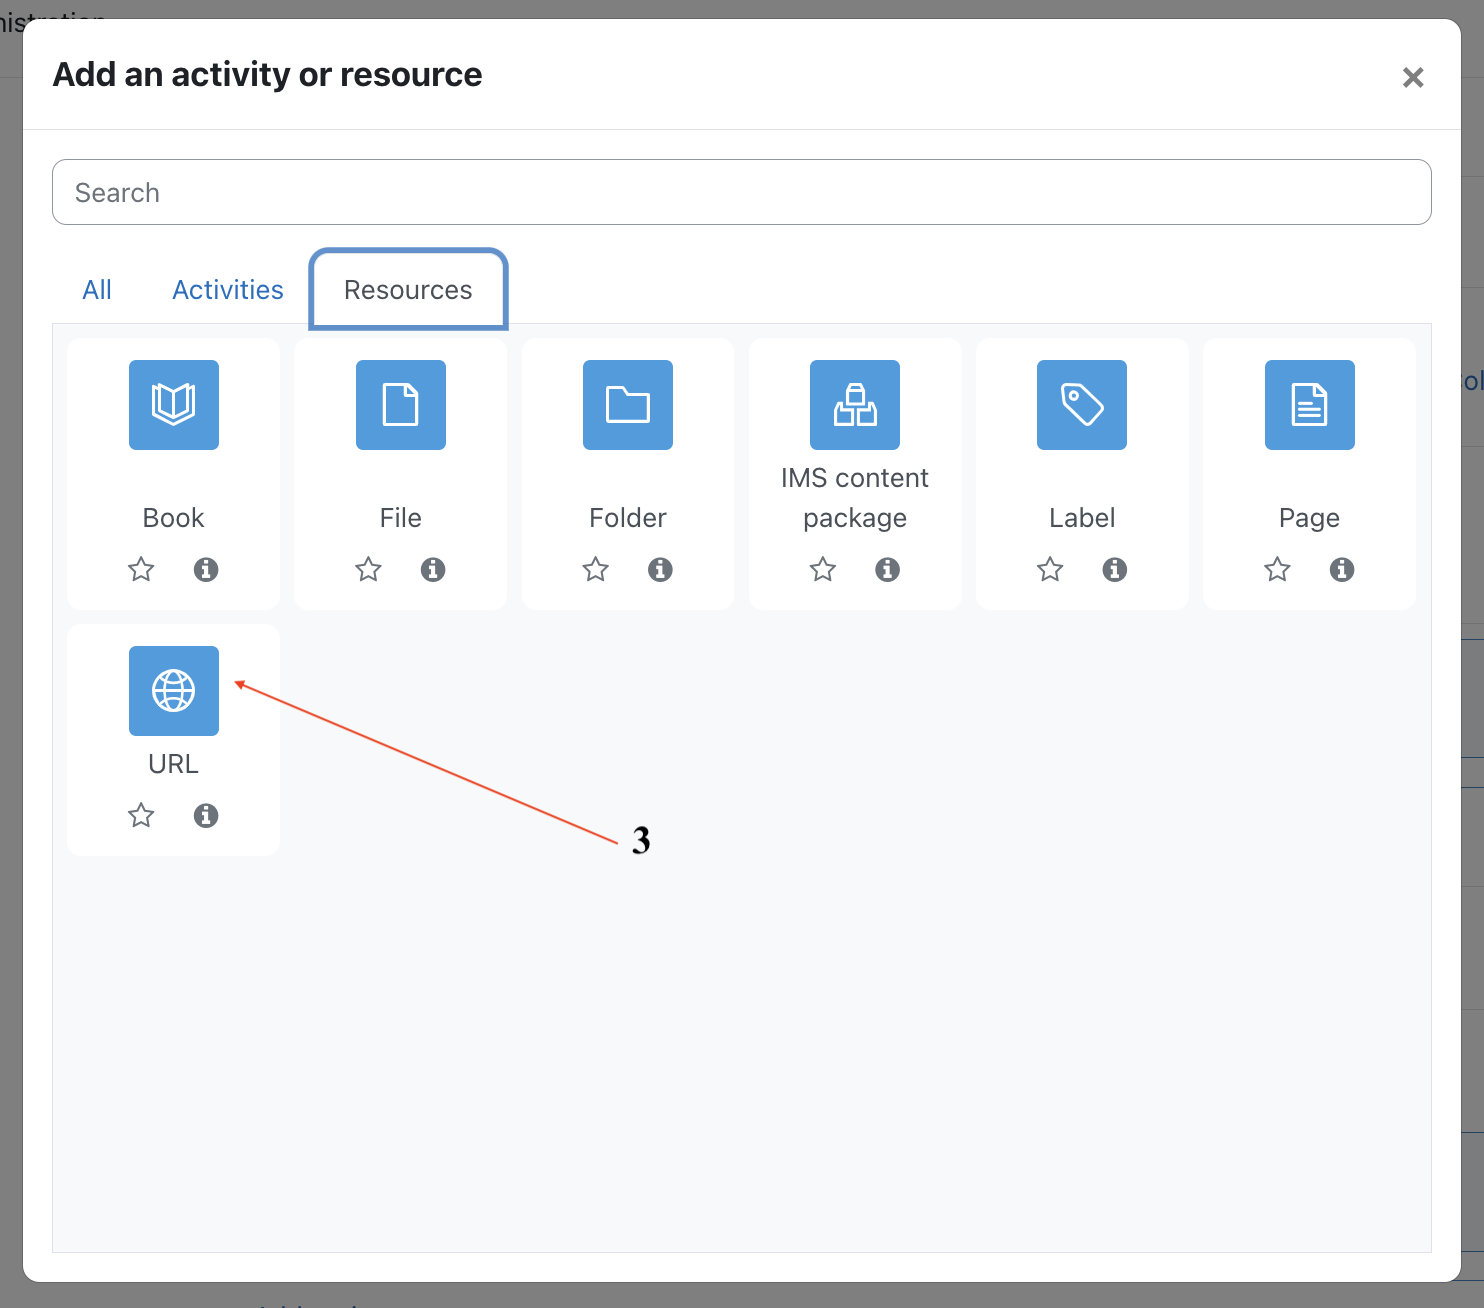 Add an activity or resource
Search
All
Activities
Resources
Book
File
Folder
IMS content
package
Label
Page
URL
3